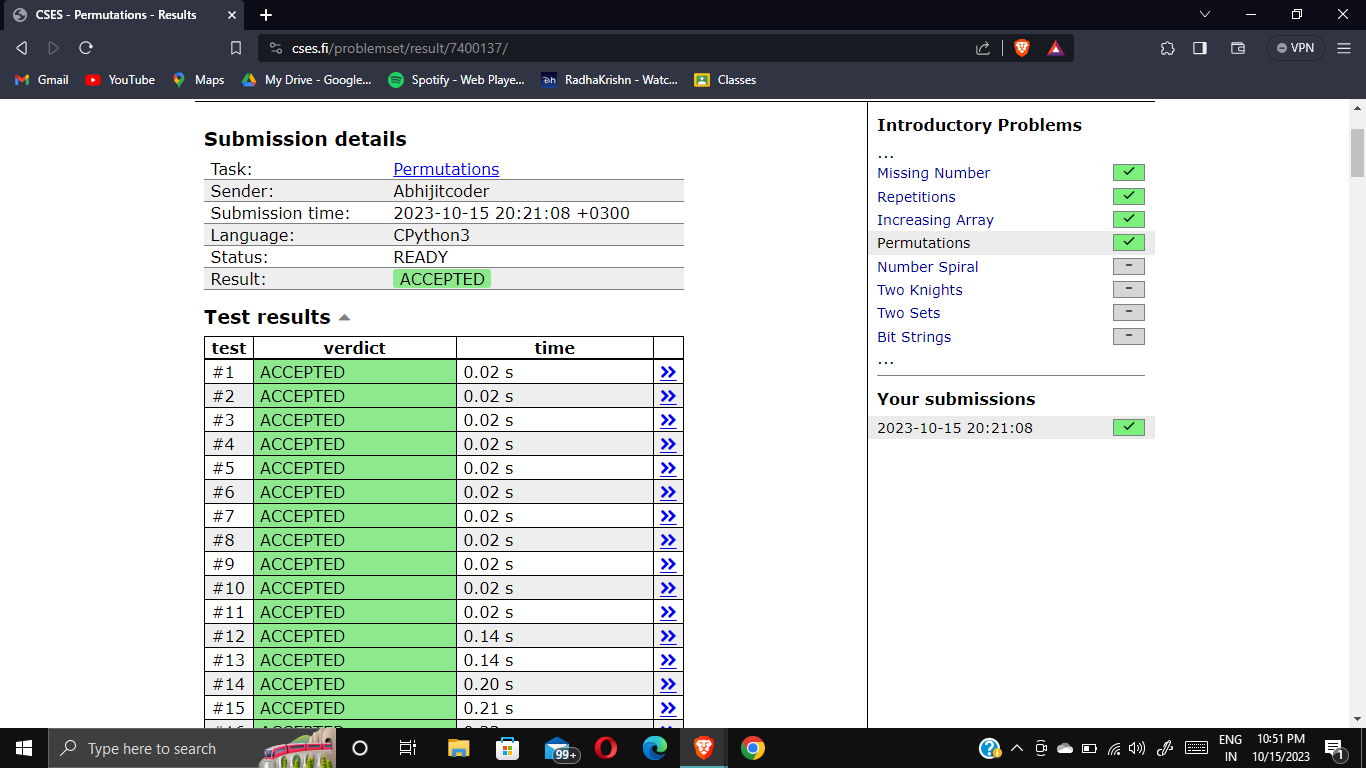 CSES - Permutations - Results
cses.fi/problemset/result/7400137/
VPN
Gmail
YouTube
Maps
My Drive - Google...
Spotify - Web Playe...
RadhaKrishn - Watc...
Classes
Submission details
Task: Permutations
Sender: Abhijitcoder
Submission time: 2023-10-15 20:21:08 +0300
Language: CPython3
Status: READY
Result: ACCEPTED
Test results
test verdict time
#1 ACCEPTED 0.02 s >>
#2 ACCEPTED 0.02 s >>
#3 ACCEPTED 0.02 s >>
#4 ACCEPTED 0.02 s >>
#5 ACCEPTED 0.02 s >>
#6 ACCEPTED 0.02 s >>
#7 ACCEPTED 0.02 s >>
#8 ACCEPTED 0.02 s >>
#9 ACCEPTED 0.02 s >>
#10 ACCEPTED 0.02 s >>
#11 ACCEPTED 0.02 s >>
#12 ACCEPTED 0.14 s >>
#13 ACCEPTED 0.14 s >>
#14 ACCEPTED 0.20 s >>
#15 ACCEPTED 0.21 s >>
Introductory Problems
...
Missing Number
Repetitions
Increasing Array
Permutations
Number Spiral -
Two Knights -
Two Sets -
Bit Strings -
...
Your submissions
2023-10-15 20:21:08
Type here to search
99+
ENG
IN
10:51 PM
10/15/2023
1